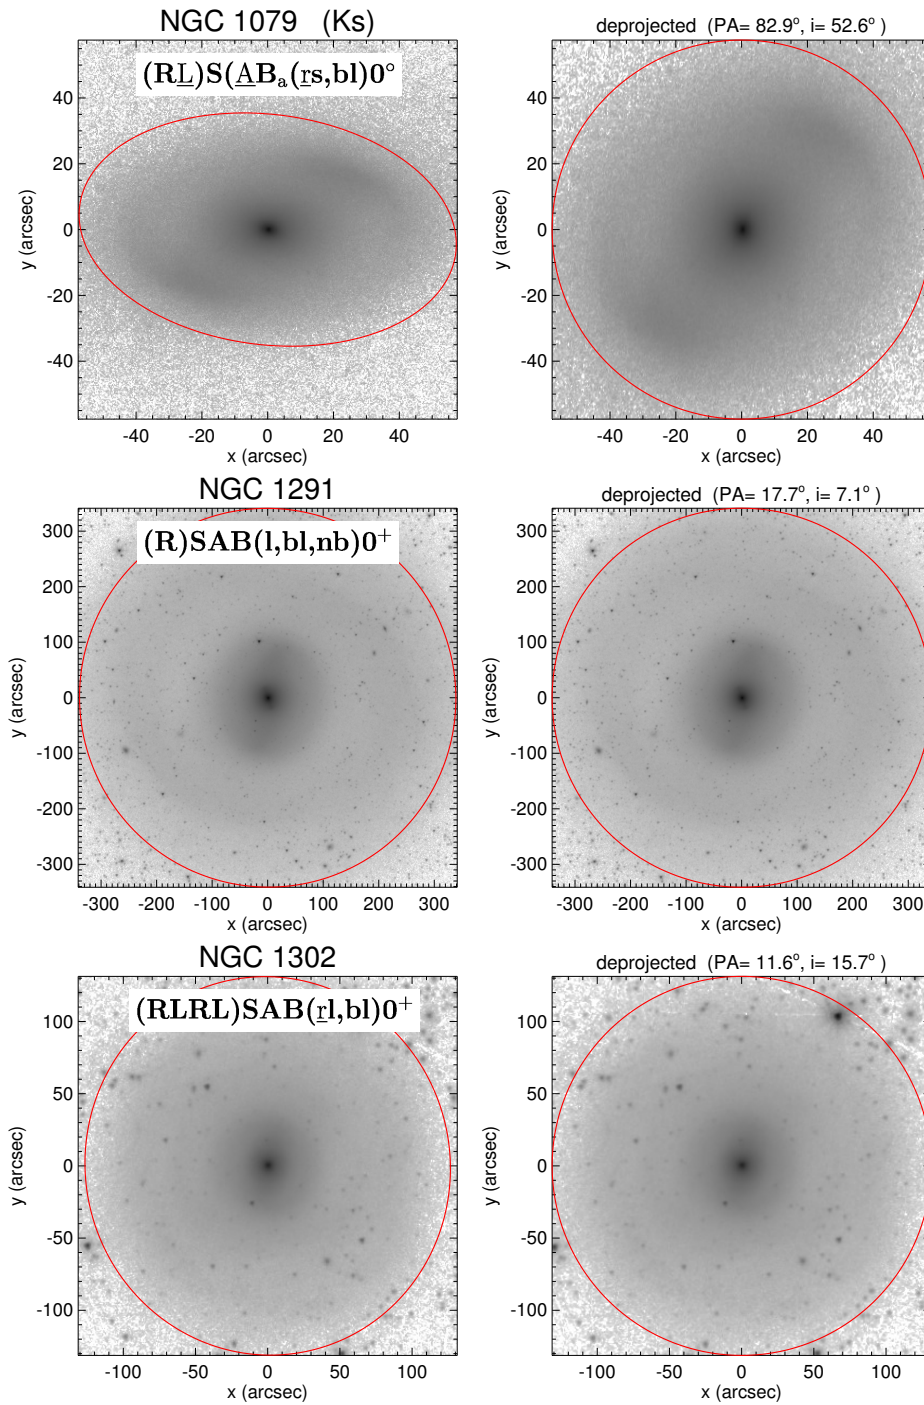 NGC 1079 (Ks)
deprojected (PA= 82.9°, i= 52.6° )
(RL̲)S(A̲Bₐ(r̲s,bl)0°
40
20
0
-20
-40
y (arcsec)
-40 -20 0 20 40
x (arcsec)
40
20
0
-20
-40
y (arcsec)
-40 -20 0 20 40
x (arcsec)
NGC 1291
deprojected (PA= 17.7°, i= 7.1° )
(R)SAB(l,bl,nb)0⁺
300
200
100
0
-100
-200
-300
y (arcsec)
-300 -200 -100 0 100 200 300
x (arcsec)
300
200
100
0
-100
-200
-300
y (arcsec)
-300 -200 -100 0 100 200 300
x (arcsec)
NGC 1302
deprojected (PA= 11.6°, i= 15.7° )
(RLRL)SAB(r̲l,bl)0⁺
100
50
0
-50
-100
y (arcsec)
-100 -50 0 50 100
x (arcsec)
100
50
0
-50
-100
y (arcsec)
-100 -50 0 50 100
x (arcsec)